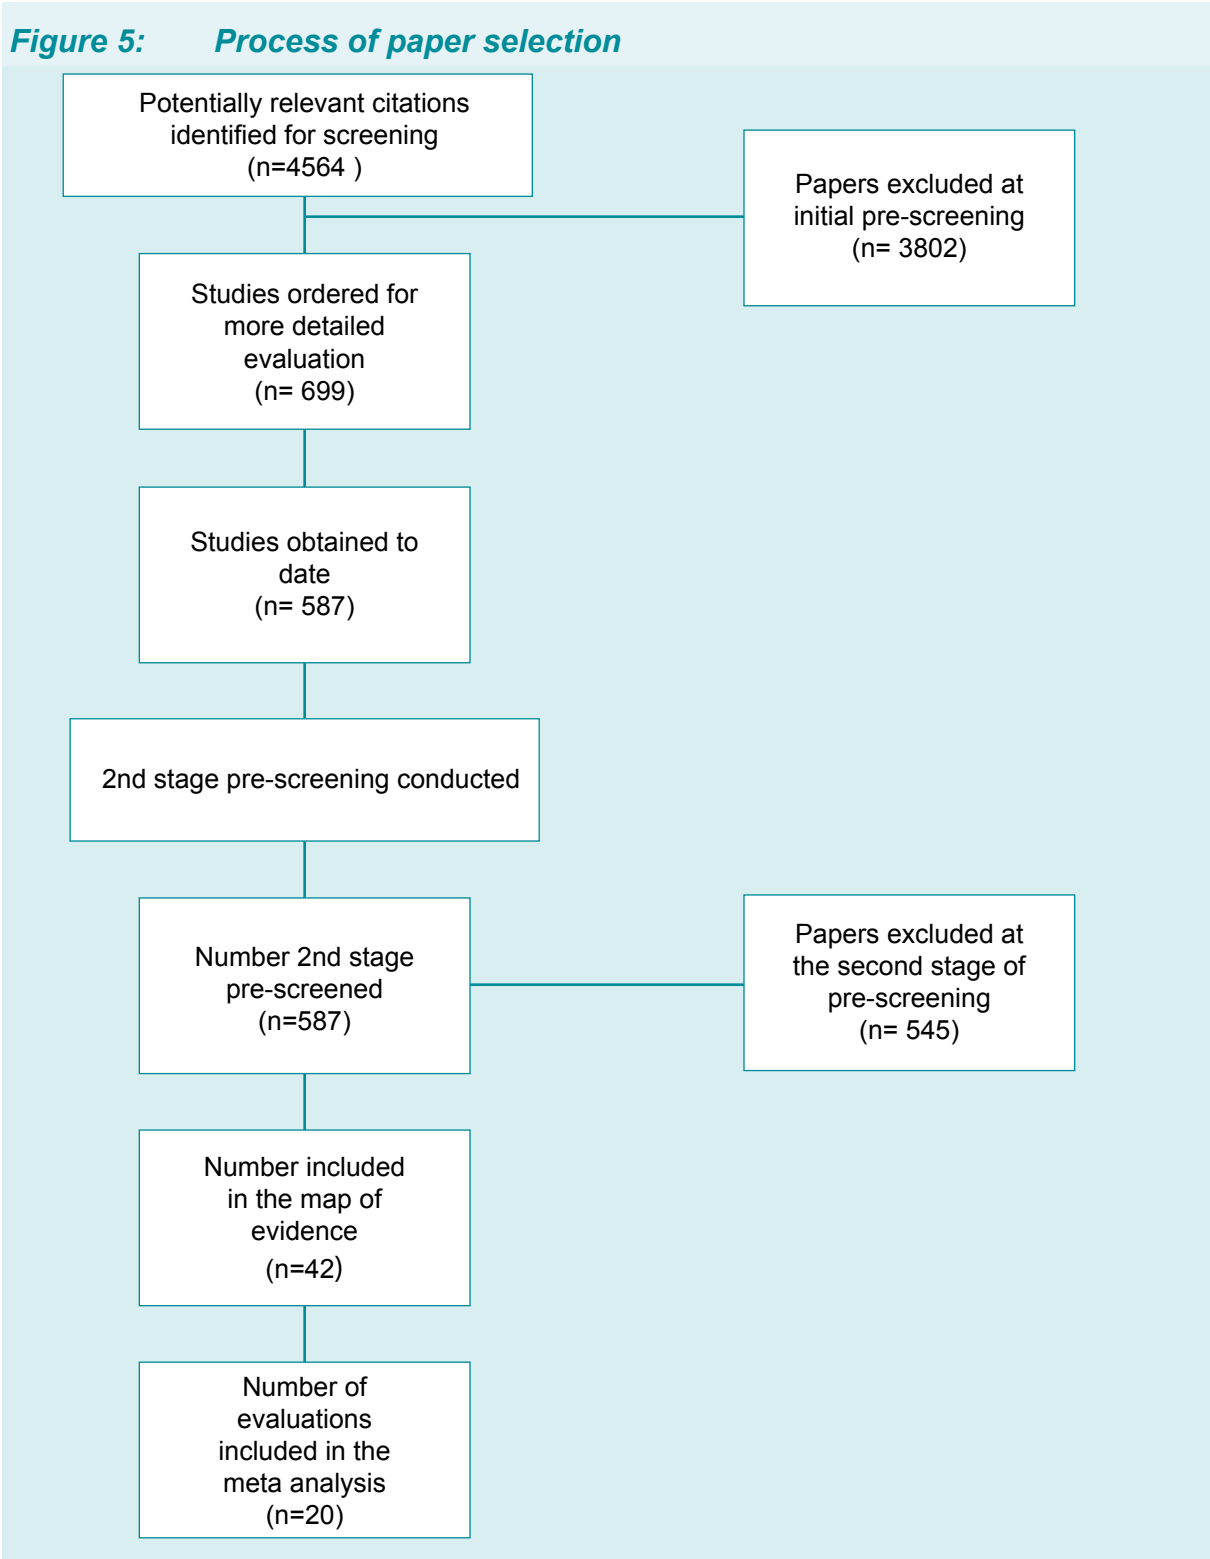 Figure 5: Process of paper selection
Potentially relevant citations
identified for screening
(n=4564 )
Papers excluded at
initial pre-screening
(n= 3802)
Studies ordered for
more detailed
evaluation
(n= 699)
Studies obtained to
date
(n= 587)
2nd stage pre-screening conducted
Number 2nd stage
pre-screened
(n=587)
Papers excluded at
the second stage of
pre-screening
(n= 545)
Number included
in the map of
evidence
(n=42)
Number of
evaluations
included in the
meta analysis
(n=20)